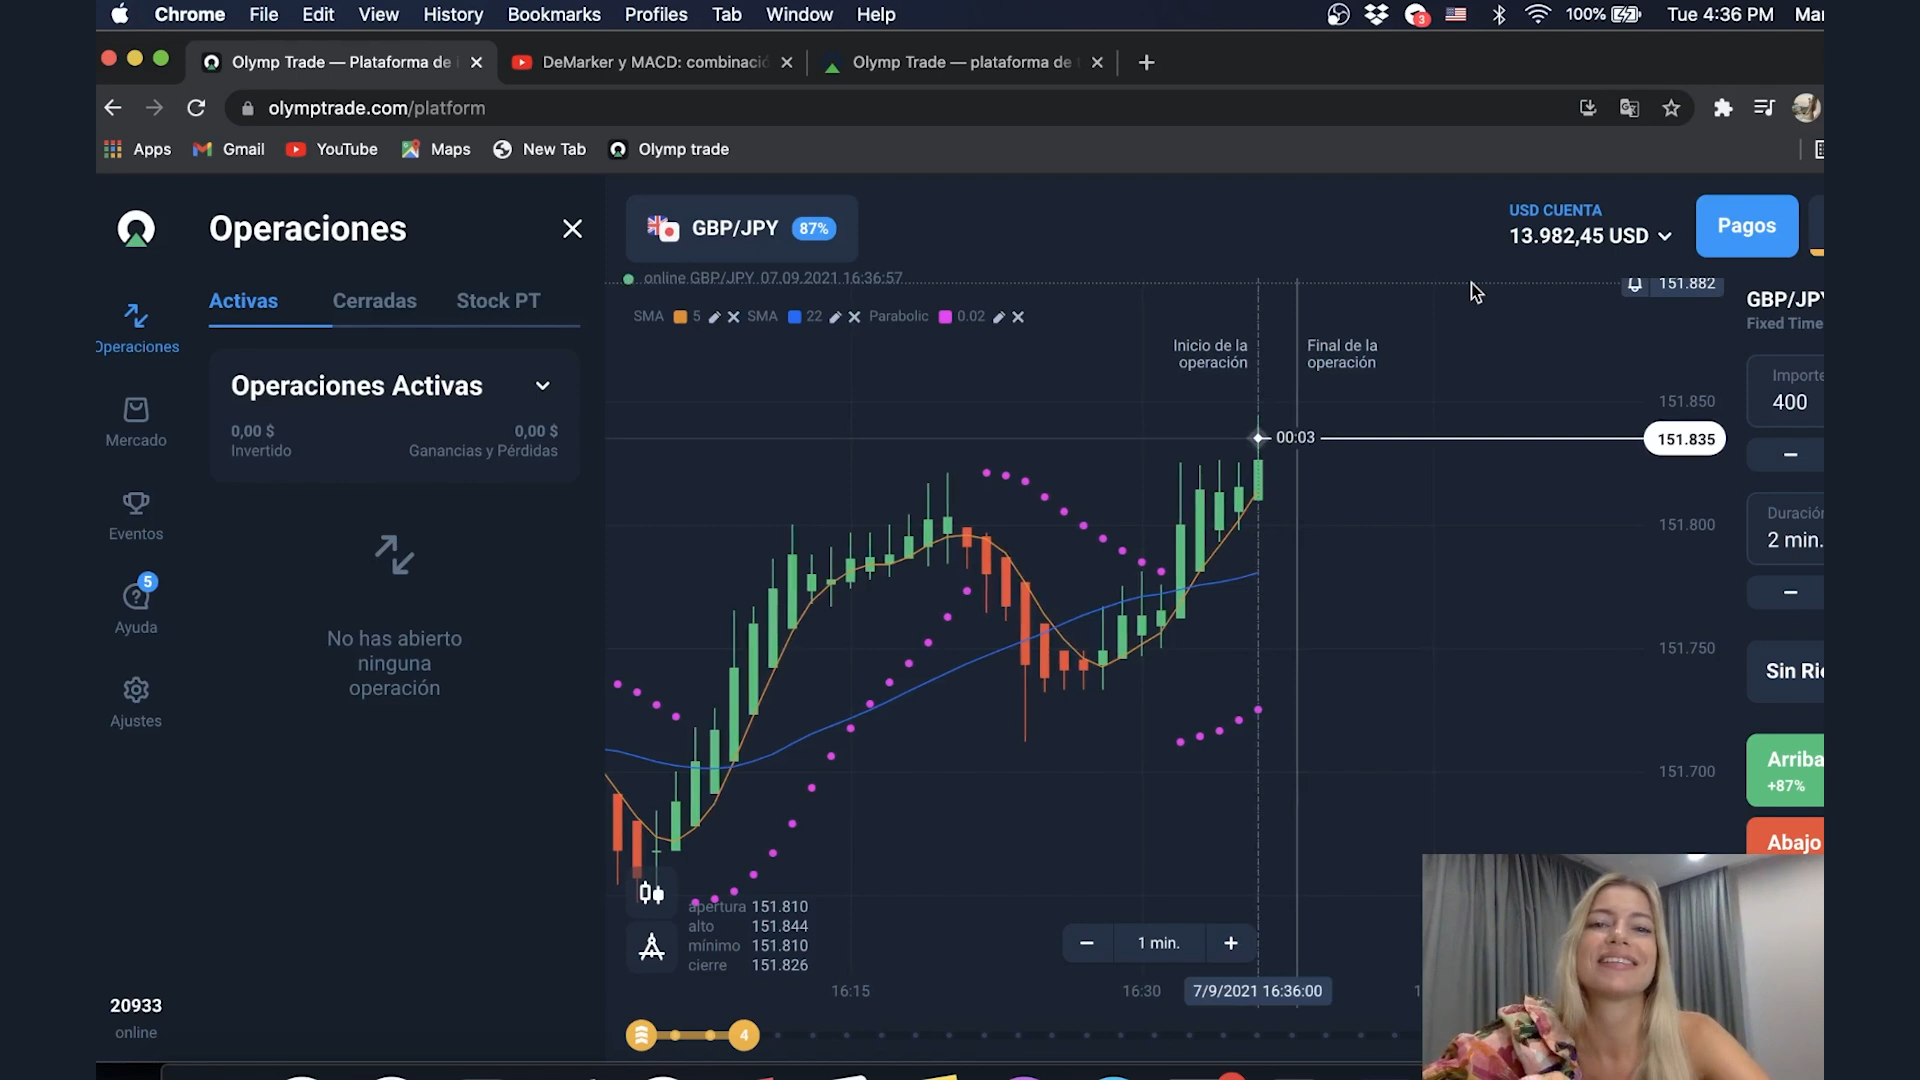 Chrome File Edit View History Bookmarks Profiles Tab Window Help
3 100% Tue 4:36 PM Mar
Olymp Trade — Plataforma de i
DeMarker y MACD: combinació
Olymp Trade — plataforma de t
olymptrade.com/platform
Apps Gmail YouTube Maps New Tab Olymp trade
Operaciones
Mercado
Eventos
5
Ayuda
Ajustes
20933
online
Operaciones
Activas Cerradas Stock PT
Operaciones Activas
0,00 $ 0,00 $
Invertido Ganancias y Pérdidas
No has abierto
ninguna
operación
GBP/JPY 87%
USD CUENTA
13.982,45 USD
Pagos
online GBP/JPY 07.09.2021 16:36:57
SMA 5 SMA 22 Parabolic 0.02
Inicio de la
operación
Final de la
operación
00:03
151.882
151.850
151.835
151.800
151.750
151.700
apertura 151.810
alto 151.844
mínimo 151.810
cierre 151.826
− 1 min. +
16:15 16:30 7/9/2021 16:36:00 1
4
GBP/JPY
Fixed Time
Importe
400
−
Duración
2 min.
−
Sin Rie
Arriba
+87%
Abajo